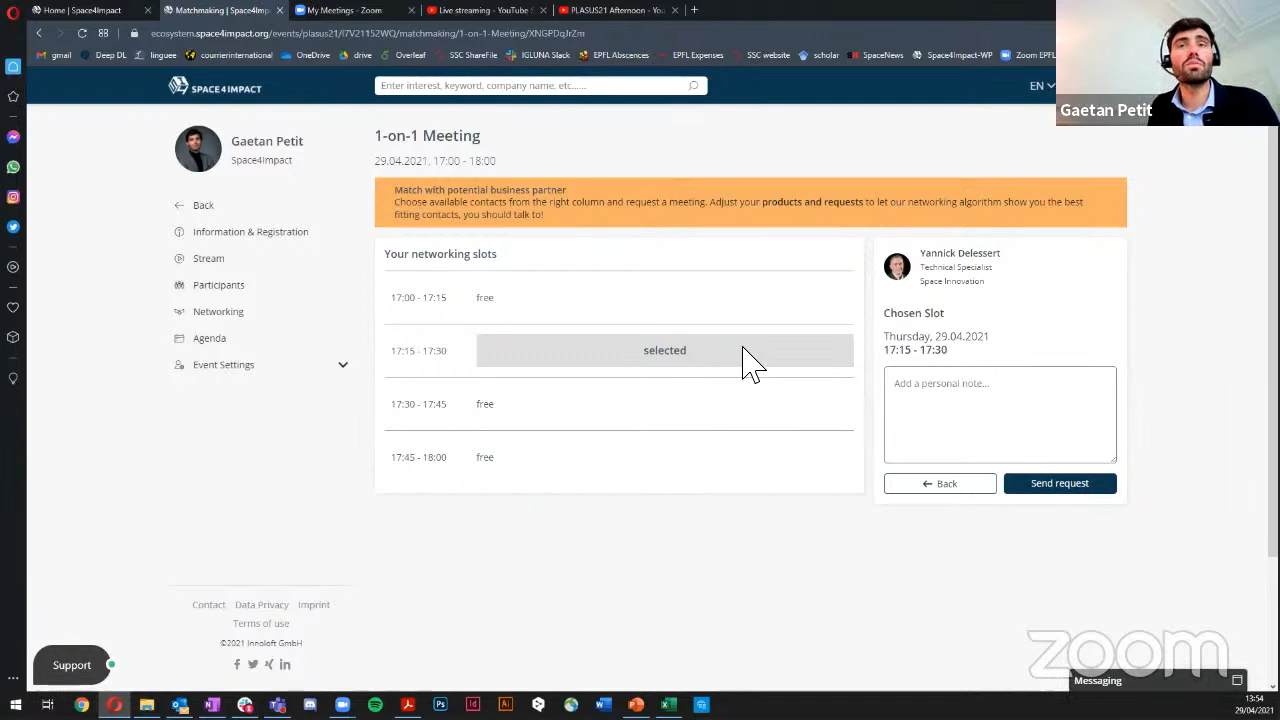 Home | Space4Impact
Matchmaking | Space4Imp
My Meetings - Zoom
Live streaming - YouTube S
PLASUS21 Afternoon - You
ecosystem.space4impact.org/events/plasus21/I7V21152WQ/matchmaking/1-on-1-Meeting/XNGPDqJrZm
gmail
Deep DL
linguee
courrierinternational
OneDrive
drive
Overleaf
SSC ShareFile
IGLUNA Slack
EPFL Abscences
EPFL Expenses
SSC website
scholar
SpaceNews
Space4Impact-WP
Zoom EPFL
SPACE4IMPACT
Enter interest, keyword, company name, etc......
EN
Gaetan Petit
Gaetan Petit
Space4Impact
Back
Information & Registration
Stream
Participants
Networking
Agenda
Event Settings
1-on-1 Meeting
29.04.2021, 17:00 - 18:00
Match with potential business partner
Choose available contacts from the right column and request a meeting. Adjust your products and requests to let our networking algorithm show you the best
fitting contacts, you should talk to!
Your networking slots
17:00 - 17:15 free
17:15 - 17:30 selected
17:30 - 17:45 free
17:45 - 18:00 free
Yannick Delessert
Technical Specialist
Space Innovation
Chosen Slot
Thursday, 29.04.2021
17:15 - 17:30
Add a personal note...
Back
Send request
Contact Data Privacy Imprint
Terms of use
©2021 Innoloft GmbH
Support
zoom
Messaging
13:54
29/04/2021